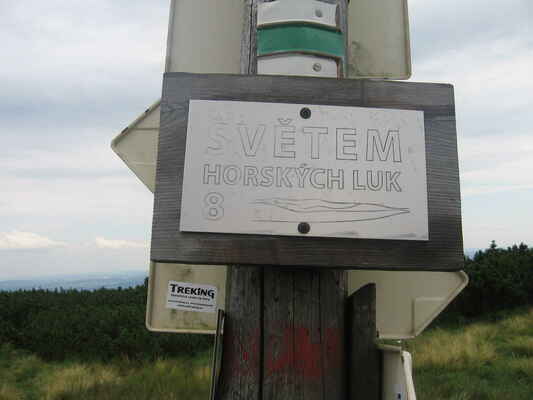 SVĚTEM
HORSKÝCH LUK
8
TREKING